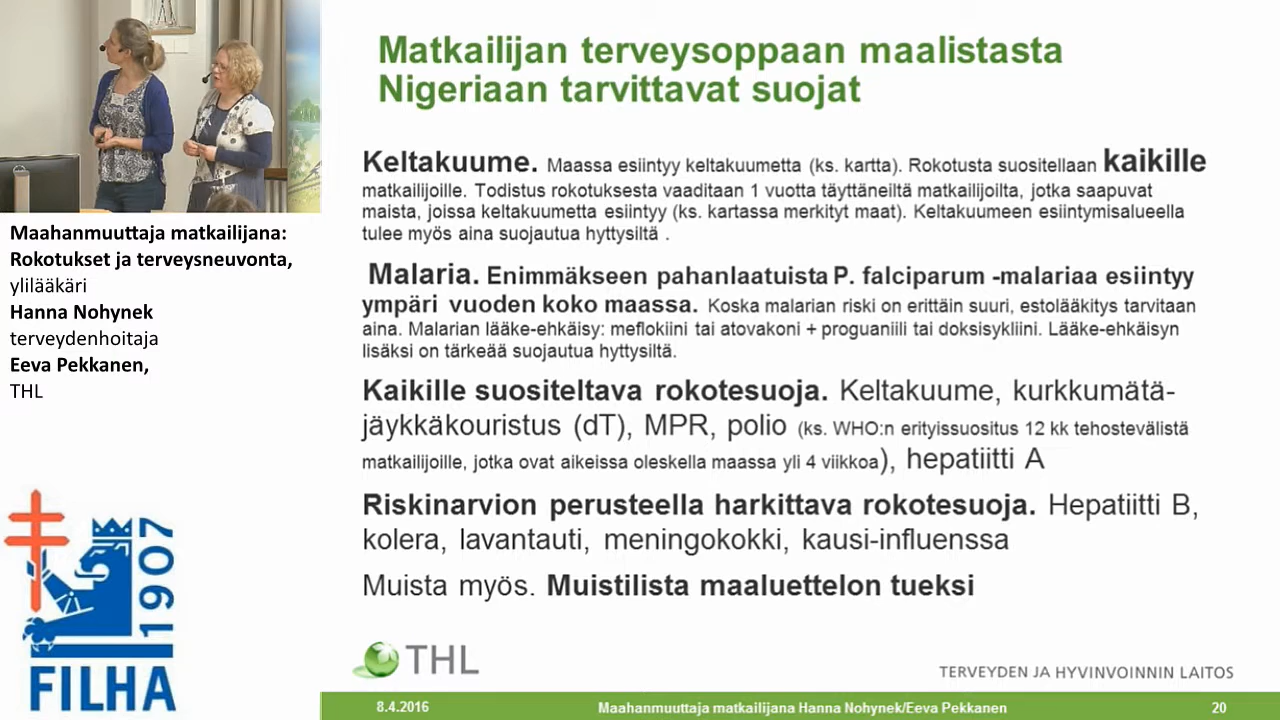 Matkailijan terveysoppaan maalistasta
Nigeriaan tarvittavat suojat
Keltakuume. Maassa esiintyy keltakuumetta (ks. kartta). Rokotusta suositellaan kaikille
matkailijoille. Todistus rokotuksesta vaaditaan 1 vuotta täyttäneiltä matkailijoilta, jotka saapuvat
maista, joissa keltakuumetta esiintyy (ks. kartassa merkityt maat). Keltakuumeen esiintymisalueella
tulee myös aina suojautua hyttysiltä .
Malaria. Enimmäkseen pahanlaatuista P. falciparum -malariaa esiintyy
ympäri vuoden koko maassa. Koska malarian riski on erittäin suuri, estolääkitys tarvitaan
aina. Malarian lääke-ehkäisy: meflokiini tai atovakoni + proguaniili tai doksisykliini. Lääke-ehkäisyn
lisäksi on tärkeää suojautua hyttysiltä.
Kaikille suositeltava rokotesuoja. Keltakuume, kurkkumätä-
jäykkäkouristus (dT), MPR, polio (ks. WHO:n erityissuositus 12 kk tehostevälistä
matkailijoille, jotka ovat aikeissa oleskella maassa yli 4 viikkoa), hepatiitti A
Riskinarvion perusteella harkittava rokotesuoja. Hepatiitti B,
kolera, lavantauti, meningokokki, kausi-influenssa
Muista myös. Muistilista maaluettelon tueksi
Maahanmuuttaja matkailijana:
Rokotukset ja terveysneuvonta,
ylilääkäri
Hanna Nohynek
terveydenhoitaja
Eeva Pekkanen,
THL
1907
FILHA
THL
TERVEYDEN JA HYVINVOINNIN LAITOS
8.4.2016
Maahanmuuttaja matkailijana Hanna Nohynek/Eeva Pekkanen
20